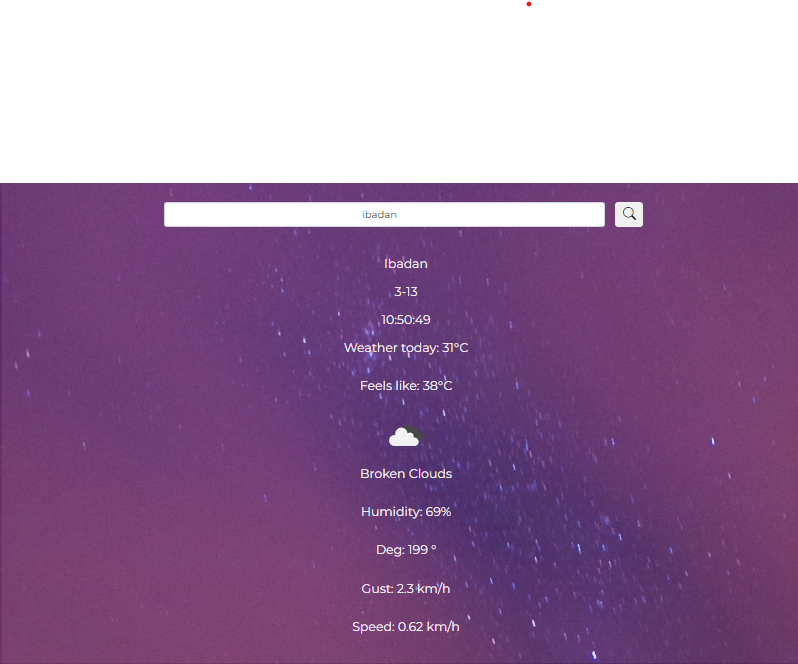 ibadan
Ibadan
3-13
10:50:49
Weather today: 31°C
Feels like: 38°C
Broken Clouds
Humidity: 69%
Deg: 199 °
Gust: 2.3 km/h
Speed: 0.62 km/h